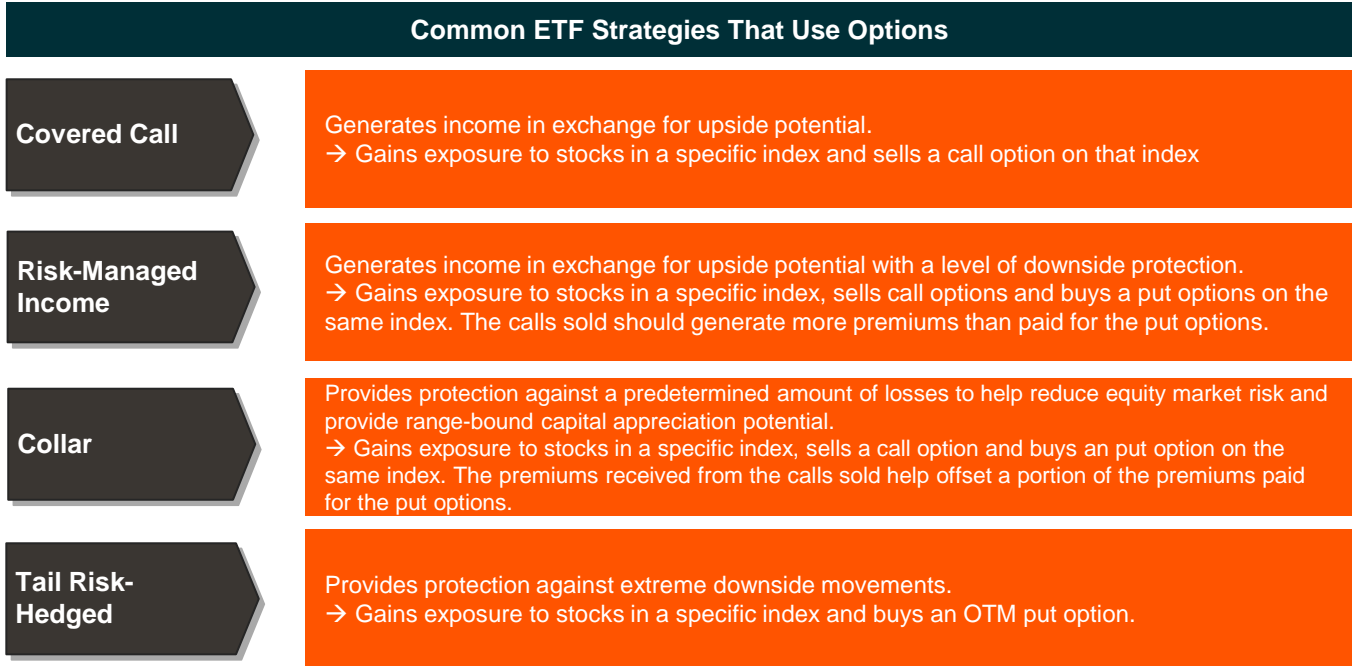 Common ETF Strategies That Use Options
Covered Call
Generates income in exchange for upside potential.
→ Gains exposure to stocks in a specific index and sells a call option on that index
Risk-Managed
Income
Generates income in exchange for upside potential with a level of downside protection.
→ Gains exposure to stocks in a specific index, sells call options and buys a put options on the
same index. The calls sold should generate more premiums than paid for the put options.
Collar
Provides protection against a predetermined amount of losses to help reduce equity market risk and
provide range-bound capital appreciation potential.
→ Gains exposure to stocks in a specific index, sells a call option and buys an put option on the
same index. The premiums received from the calls sold help offset a portion of the premiums paid
for the put options.
Tail Risk-
Hedged
Provides protection against extreme downside movements.
→ Gains exposure to stocks in a specific index and buys an OTM put option.